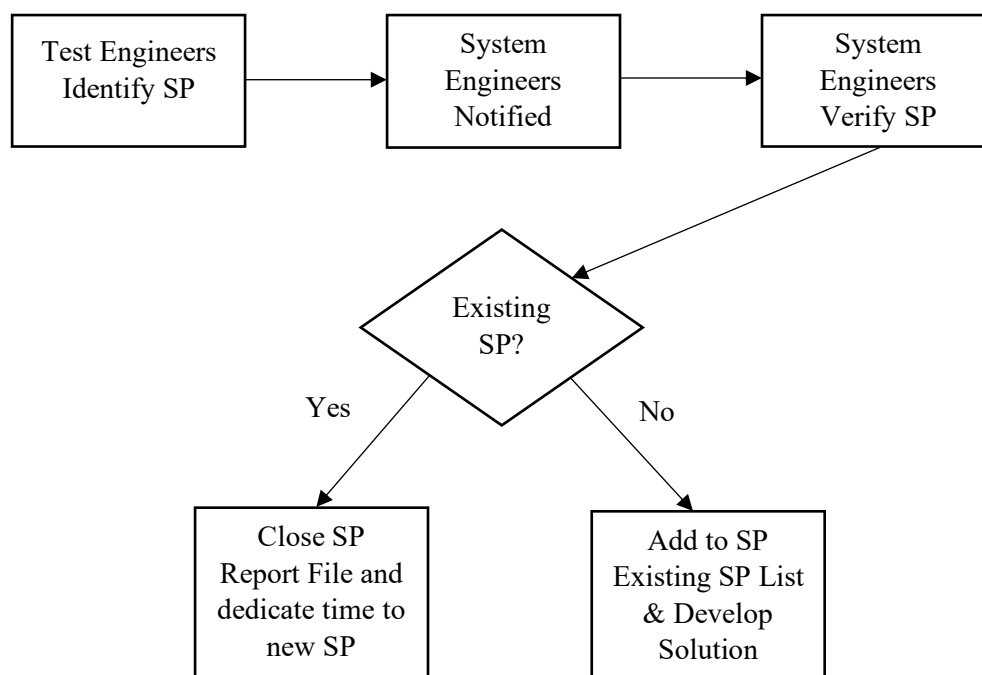 Test Engineers
Identify SP
System
Engineers
Notified
System
Engineers
Verify SP
Existing
SP?
Yes
No
Close SP
Report File and
dedicate time to
new SP
Add to SP
Existing SP List
& Develop
Solution